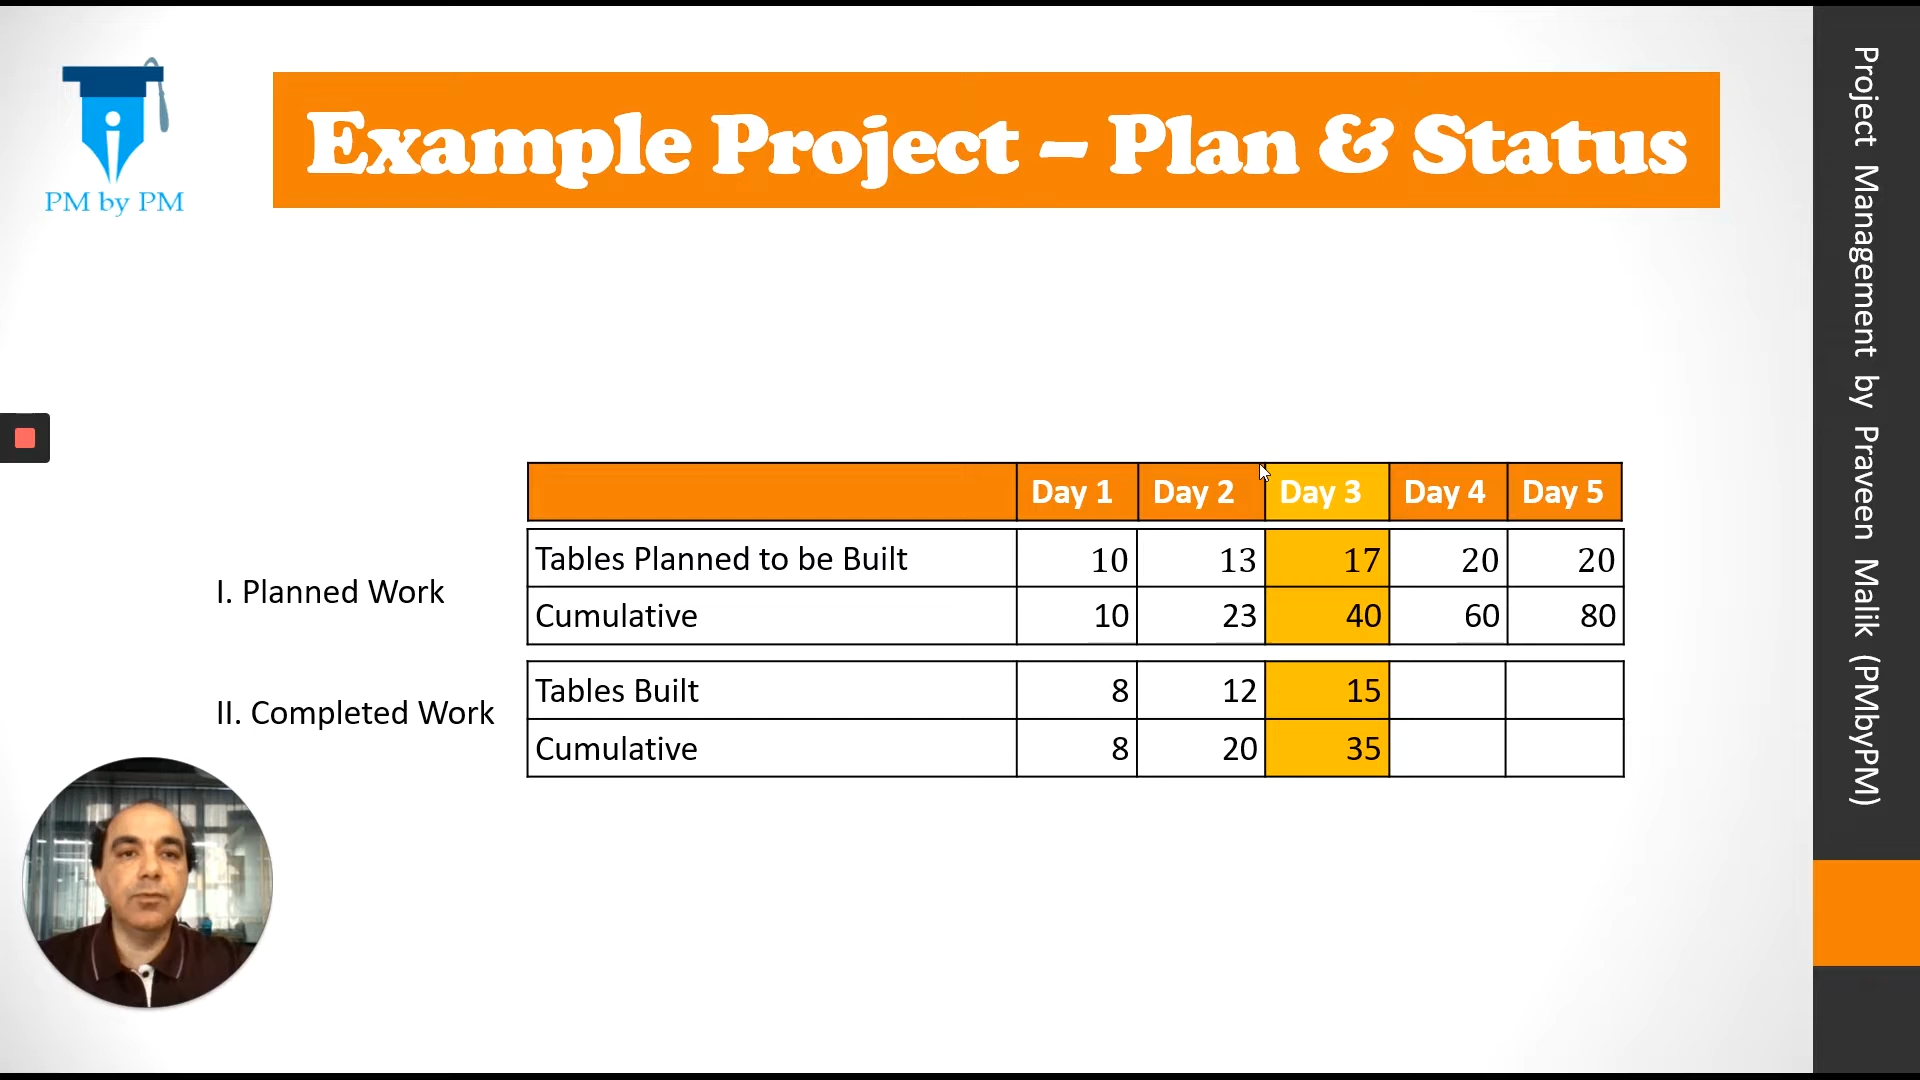 PM by PM
Example Project – Plan & Status
Day 1 Day 2 Day 3 Day 4 Day 5
I. Planned Work
Tables Planned to be Built 10 13 17 20 20
Cumulative 10 23 40 60 80
II. Completed Work
Tables Built 8 12 15
Cumulative 8 20 35
Project Management by Praveen Malik (PMbyPM)